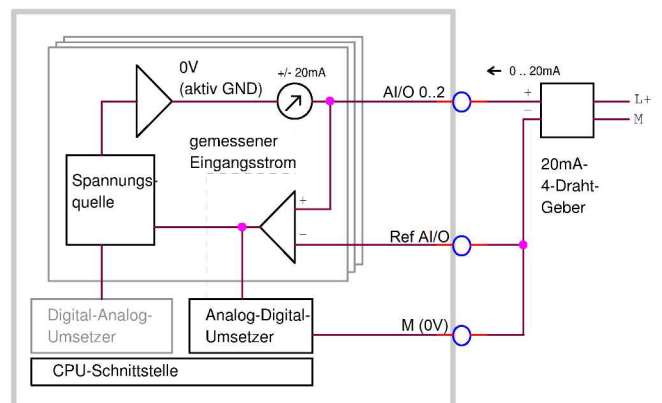 0V
(aktiv GND)
+/- 20mA
← 0 .. 20mA
AI/O 0..2
+
−
L+
M
gemessener
Eingangsstrom
20mA-
4-Draht-
Geber
Spannungs-
quelle
+
−
Ref AI/O
Digital-Analog-
Umsetzer
Analog-Digital-
Umsetzer
M (0V)
CPU-Schnittstelle